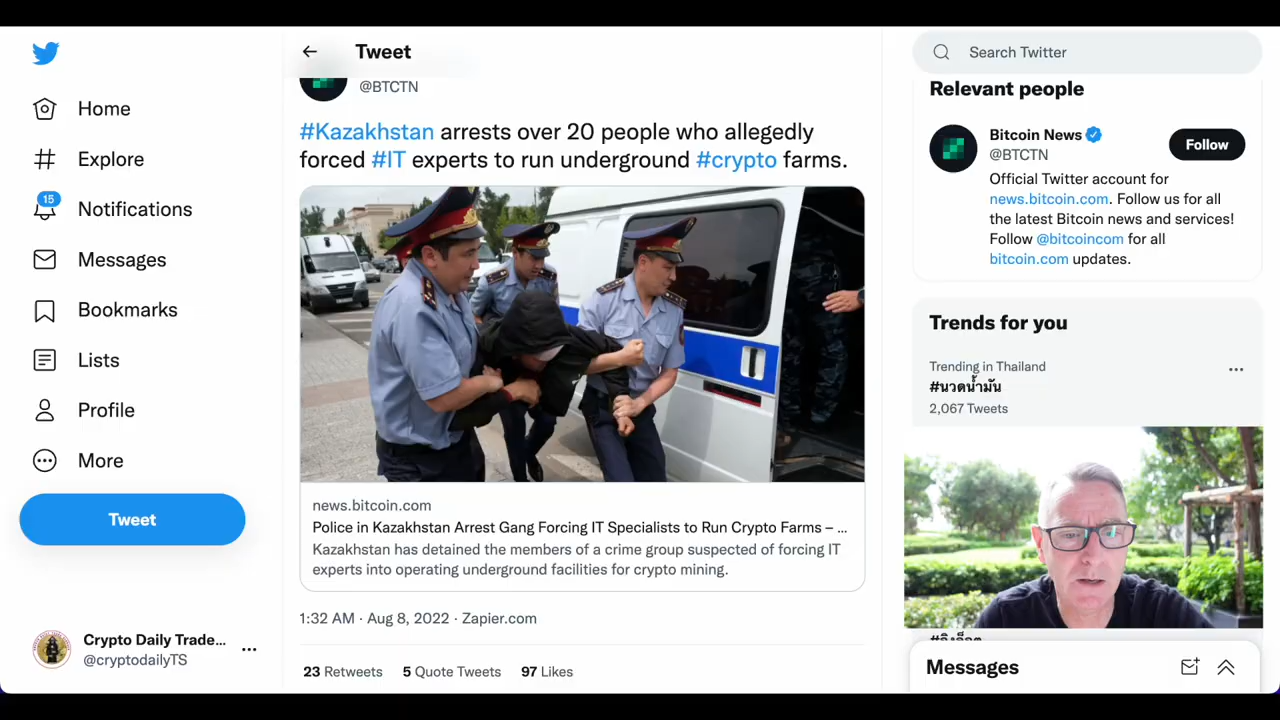 Home
Explore
15
Notifications
Messages
Bookmarks
Lists
Profile
More
Tweet
Crypto Daily Trade...
@cryptodailyTS
Tweet
@BTCTN
#Kazakhstan arrests over 20 people who allegedly
forced #IT experts to run underground #crypto farms.
news.bitcoin.com
Police in Kazakhstan Arrest Gang Forcing IT Specialists to Run Crypto Farms – ...
Kazakhstan has detained the members of a crime group suspected of forcing IT
experts into operating underground facilities for crypto mining.
1:32 AM · Aug 8, 2022 · Zapier.com
23 Retweets 5 Quote Tweets 97 Likes
Search Twitter
Relevant people
Bitcoin News
@BTCTN
Follow
Official Twitter account for
news.bitcoin.com. Follow us for all
the latest Bitcoin news and services!
Follow @bitcoincom for all
bitcoin.com updates.
Trends for you
Trending in Thailand
#นวดน้ำมัน
2,067 Tweets
Messages